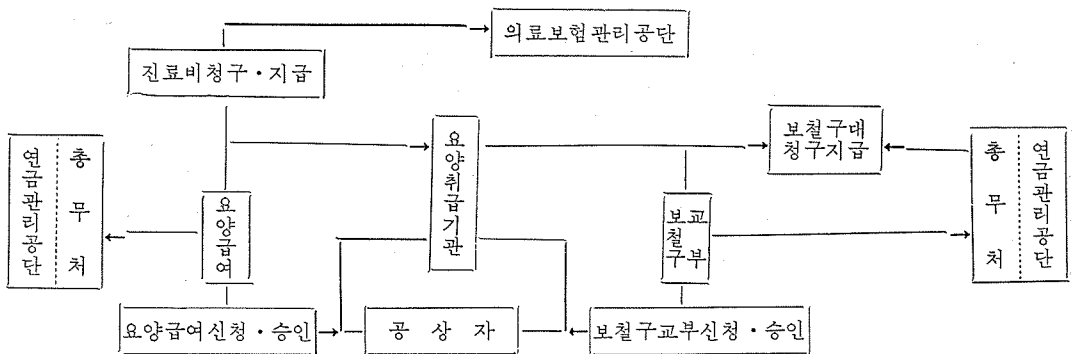 의료보험관리공단
진료비청구・지급
연금관리공단
총무처
요양급여
요양취급기관
보철구대
청구지급
보철구
교부
총무처
연금관리공단
요양급여신청・승인
공상자
보철구교부신청・승인